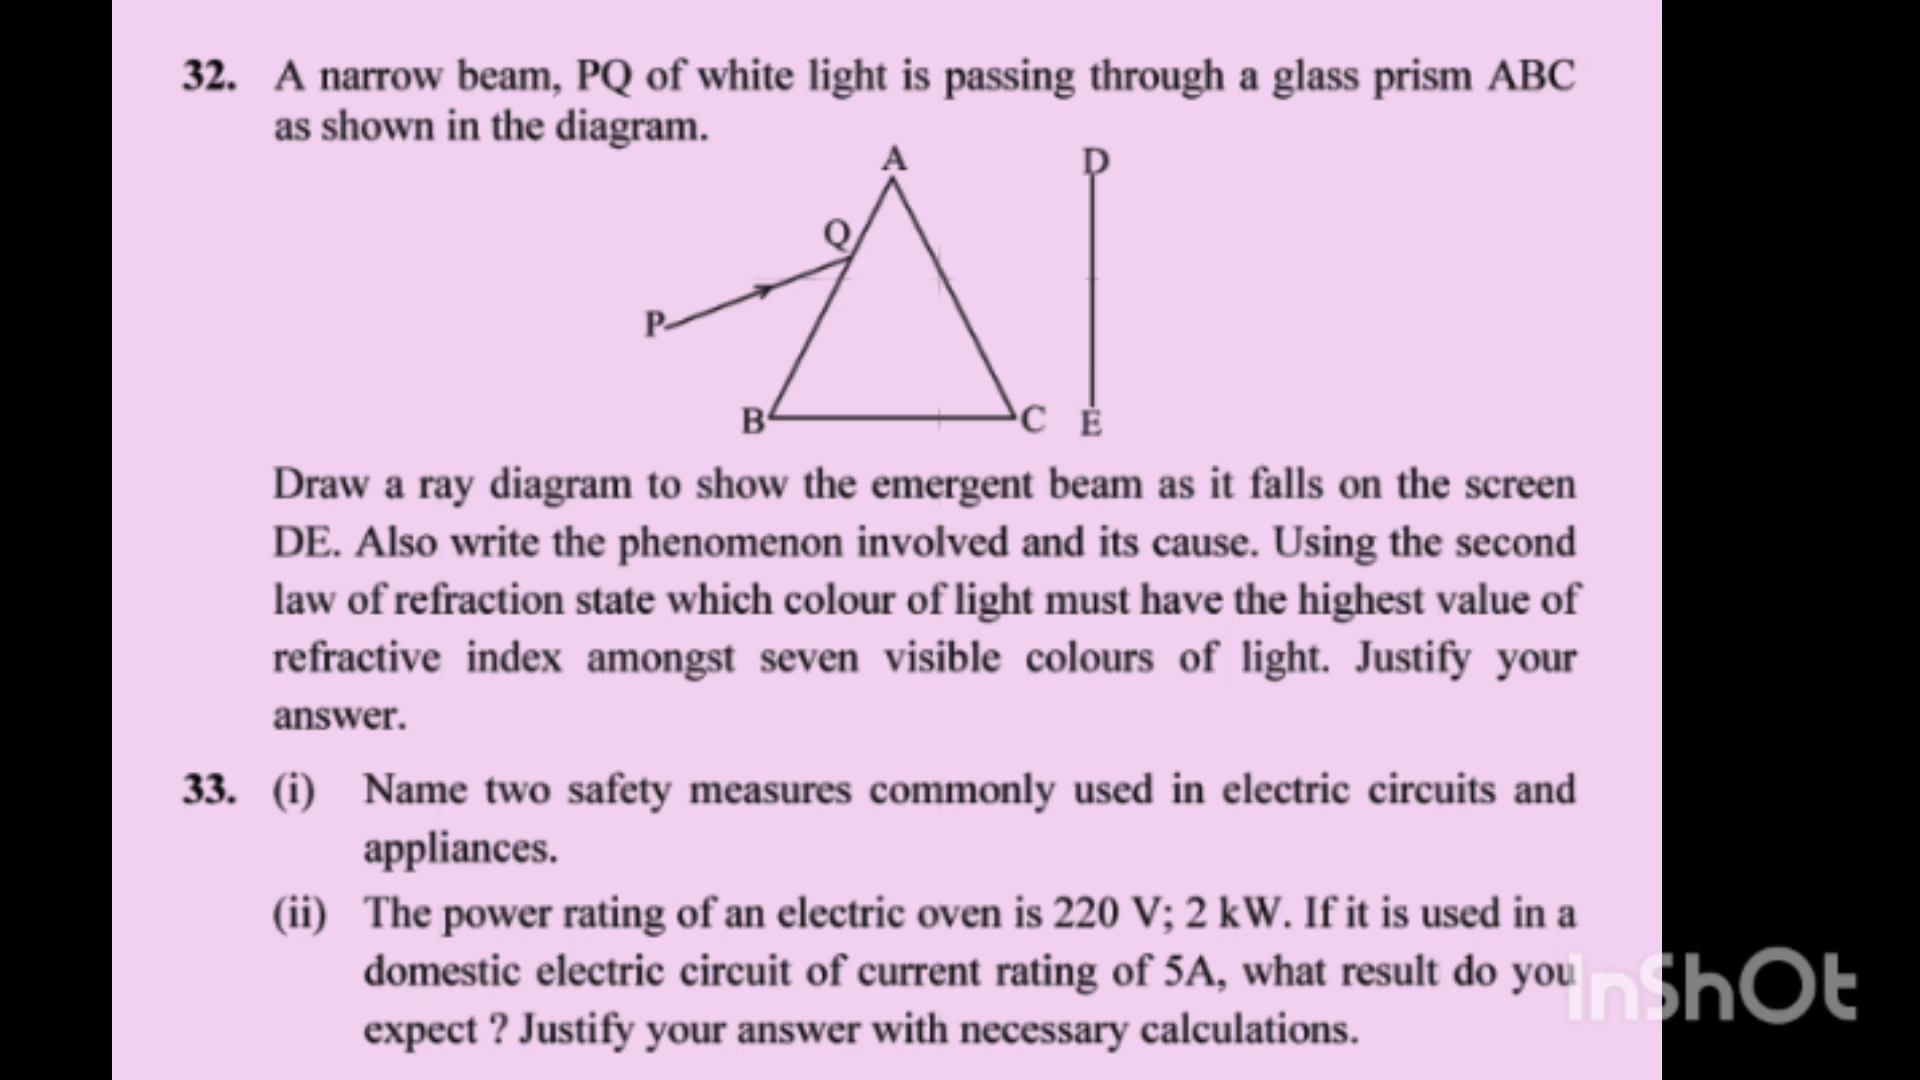 32. A narrow beam, PQ of white light is passing through a glass prism ABC
as shown in the diagram.
A
D
Q
P
B
C
E
Draw a ray diagram to show the emergent beam as it falls on the screen
DE. Also write the phenomenon involved and its cause. Using the second
law of refraction state which colour of light must have the highest value of
refractive index amongst seven visible colours of light. Justify your
answer.
33. (i) Name two safety measures commonly used in electric circuits and
appliances.
(ii) The power rating of an electric oven is 220 V; 2 kW. If it is used in a
domestic electric circuit of current rating of 5A, what result do you
expect ? Justify your answer with necessary calculations.
InShOt